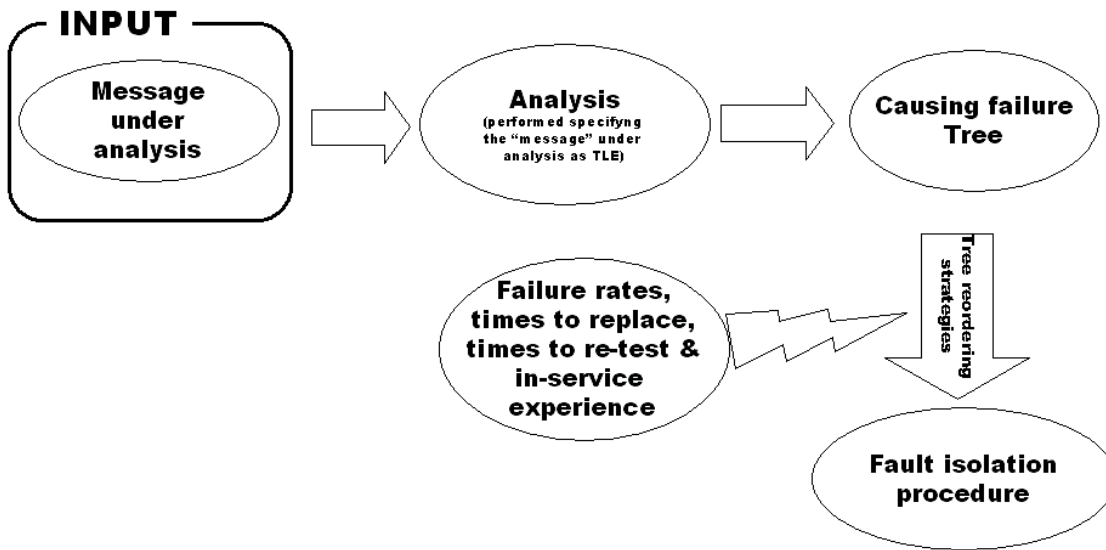 INPUT
Message
under
analysis
Analysis
(performed specifyng
the "message" under
analysis as TLE)
Causing failure
Tree
Tree reordering
strategies
Failure rates,
times to replace,
times to re-test &
in-service
experience
Fault isolation
procedure